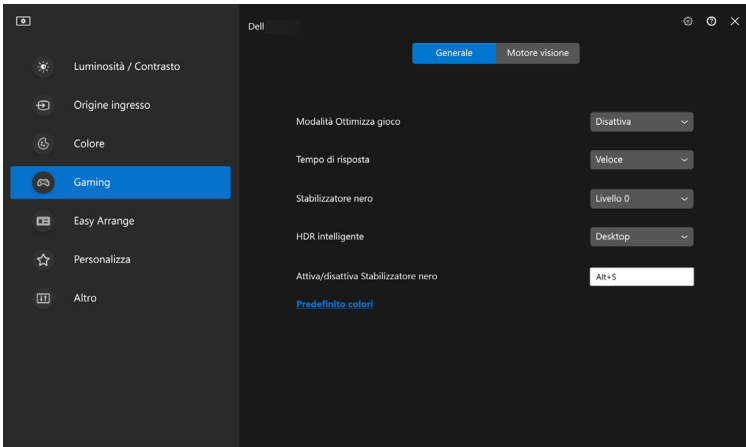 Dell
Generale
Motore visione
Luminosità / Contrasto
Origine ingresso
Colore
Gaming
Easy Arrange
Personalizza
Altro
Modalità Ottimizza gioco Disattiva
Tempo di risposta Veloce
Stabilizzatore nero Livello 0
HDR intelligente Desktop
Attiva/disattiva Stabilizzatore nero Alt+S
Predefinito colori